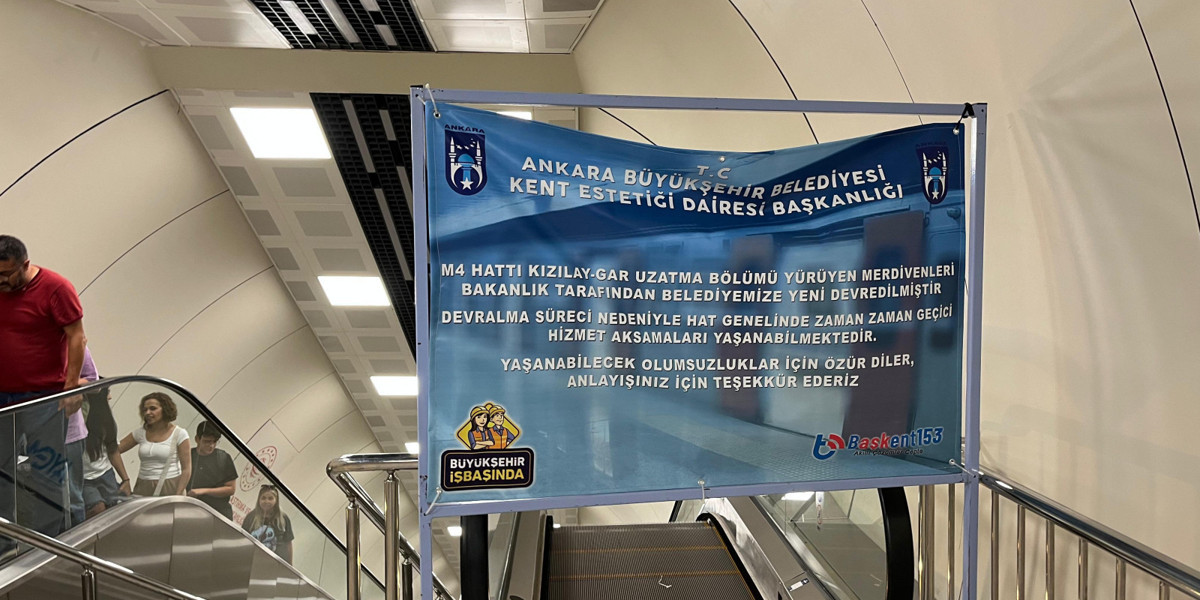 ANKARA
T.C
ANKARA BÜYÜKŞEHİR BELEDİYESİ
KENT ESTETİĞİ DAİRESİ BAŞKANLIĞI
M4 HATTI KIZILAY-GAR UZATMA BÖLÜMÜ YÜRÜYEN MERDİVENLERİ
BAKANLIK TARAFINDAN BELEDİYEMİZE YENİ DEVREDİLMİŞTİR
DEVRALMA SÜRECİ NEDENİYLE HAT GENELİNDE ZAMAN ZAMAN GEÇİCİ
HİZMET AKSAMALARI YAŞANABİLMEKTEDİR.
YAŞANABİLECEK OLUMSUZLUKLAR İÇİN ÖZÜR DİLER,
ANLAYIŞINIZ İÇİN TEŞEKKÜR EDERİZ
BÜYÜKŞEHİR
İŞBAŞINDA
Başkent153